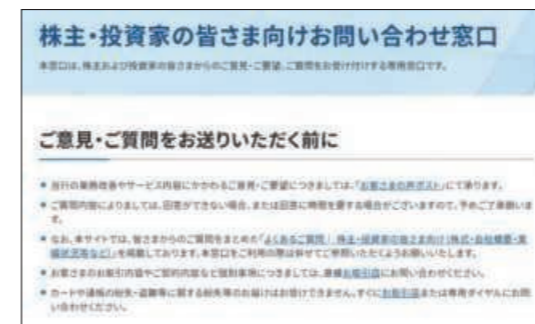 株主・投資家の皆さま向けお問い合わせ窓口
本窓口は、株主および投資家の皆さまからのご意見・ご要望、ご質問をお受け付けする専用窓口です。
ご意見・ご質問をお送りいただく前に
● 当行の業務改善やサービス内容にかかわるご意見・ご要望につきましては、「お客さまの声ポスト」にて承ります。
● ご質問内容によりましては、回答ができない場合、または回答に時間を要する場合がございますので、予めご了承願いま
す。
● なお、本サイトでは、皆さまからのご質問をまとめた「よくあるご質問｜株主・投資家の皆さま向け（株式・会社概要・業
績状況等など）」を掲載しております。本窓口をご利用の際は併せてご参照いただくようお願いいたします。
● お客さまのお取引内容やご契約内容など個別事項につきましては、直接お取引店にお問い合わせください。
● カードや通帳の紛失・盗難等に関する紛失等のお届けはお受けできません。すぐにお取引店または専用ダイヤルにお問
い合わせください。